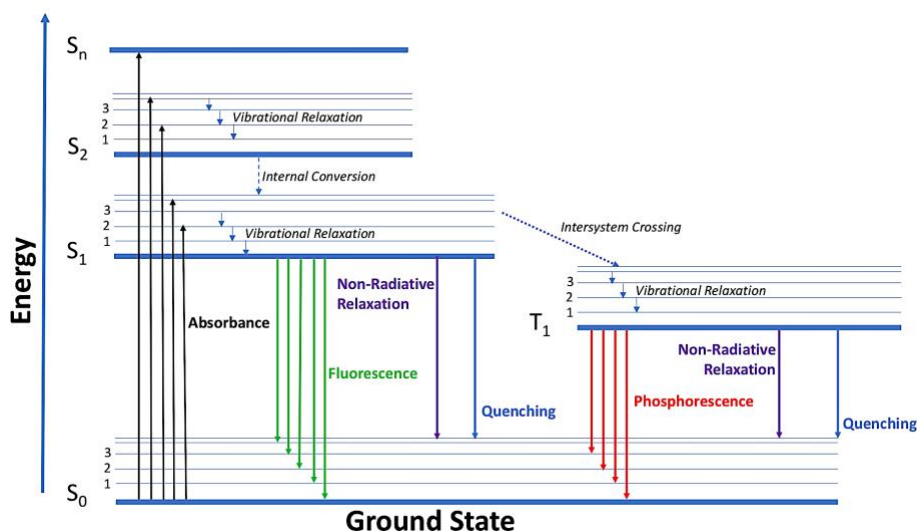 Energy
Sn
3
2
1
Vibrational Relaxation
S2
Internal Conversion
3
2
1
Vibrational Relaxation
S1
Intersystem Crossing
3
2
1
Vibrational Relaxation
T1
Absorbance
Non-Radiative
Relaxation
Fluorescence
Quenching
Non-Radiative
Relaxation
Phosphorescence
Quenching
3
2
1
S0
Ground State